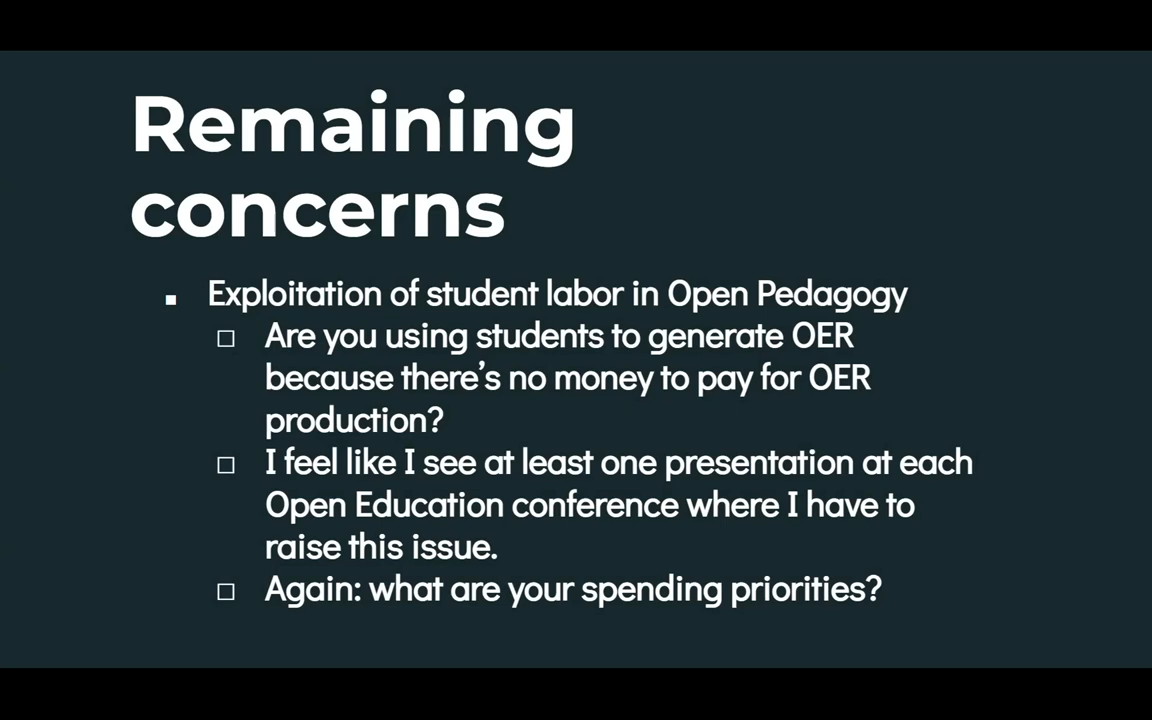 Remaining
concerns
Exploitation of student labor in Open Pedagogy
Are you using students to generate OER
because there’s no money to pay for OER
production?
I feel like I see at least one presentation at each
Open Education conference where I have to
raise this issue.
Again: what are your spending priorities?